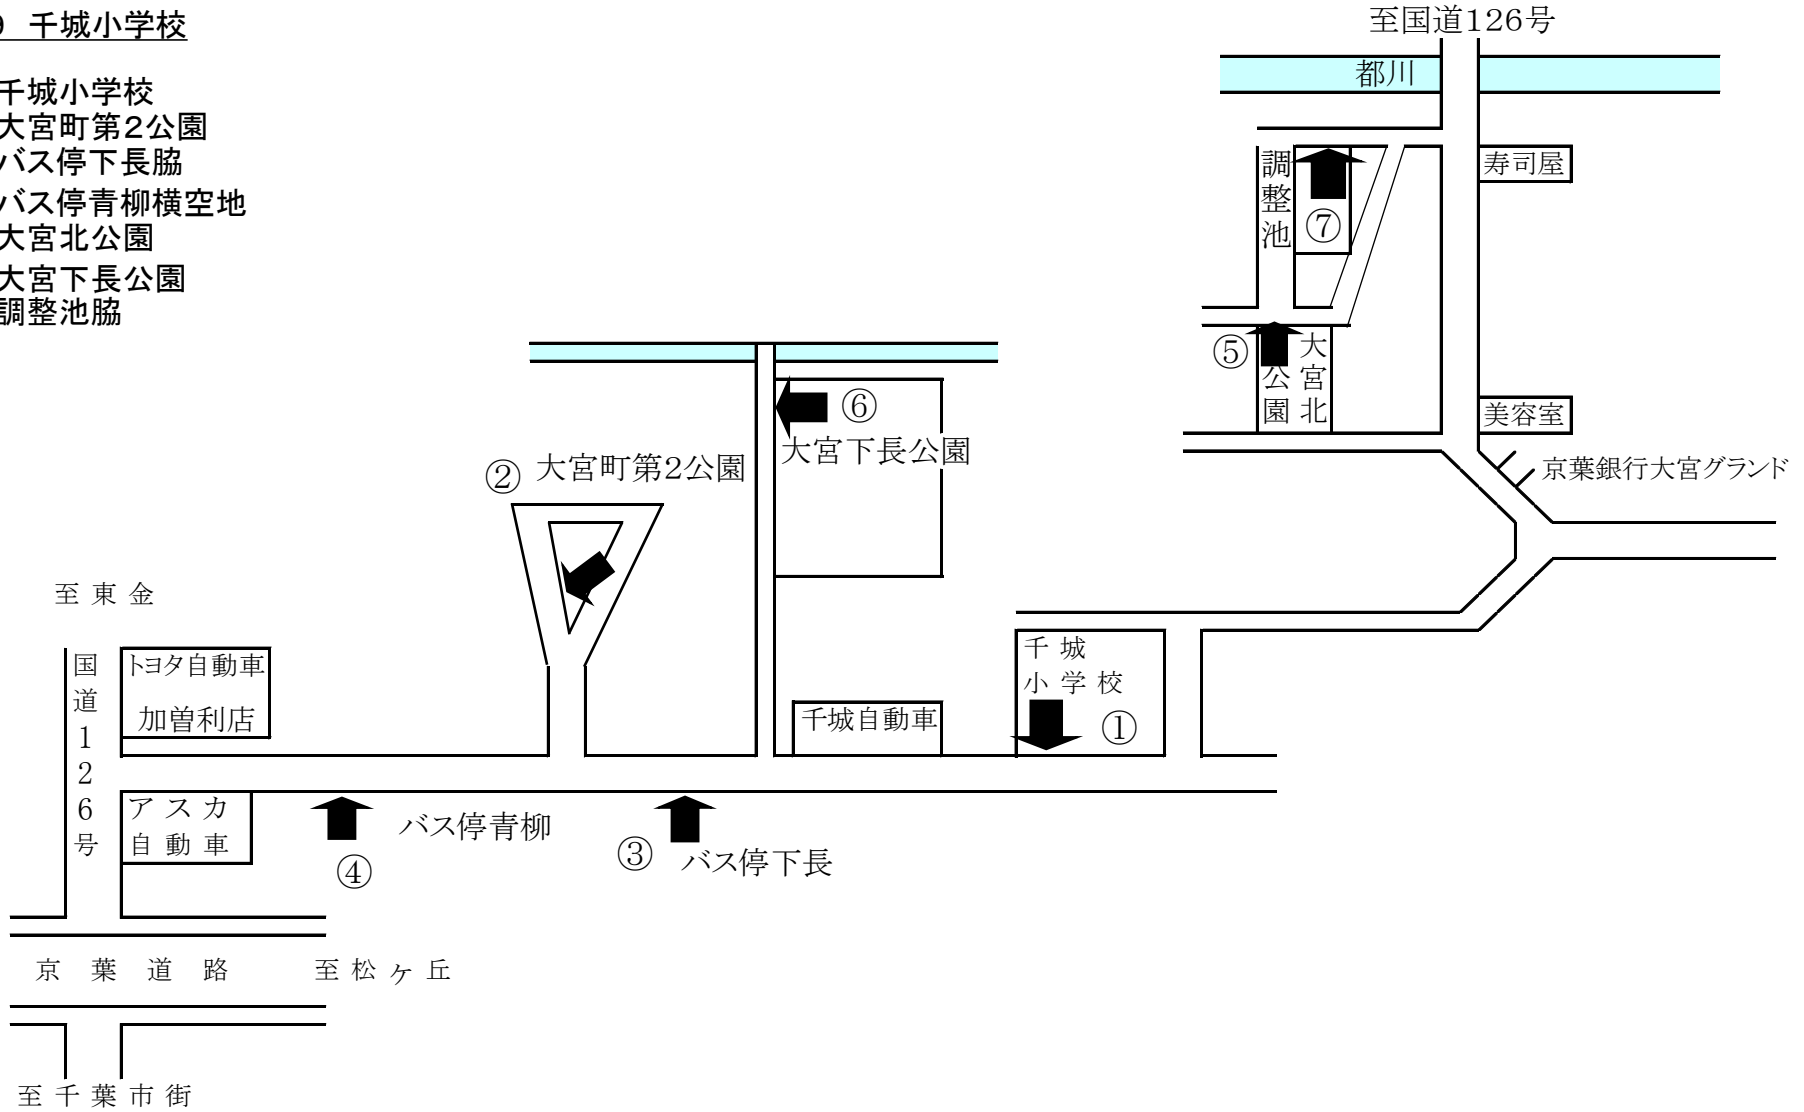 9 千城小学校
千城小学校
大宮町第2公園
バス停下長脇
バス停青柳横空地
大宮北公園
大宮下長公園
調整池脇
至国道126号
都川
調整池
⑦
寿司屋
⑤
大宮北
公園
美容室
京葉銀行大宮グランド
⑥
大宮下長公園
② 大宮町第2公園
至東金
国道126号
トヨタ自動車
加曽利店
千城自動車
千城
小学校
①
アスカ
自動車
④
バス停青柳
③
バス停下長
京葉道路
至松ヶ丘
至千葉市街